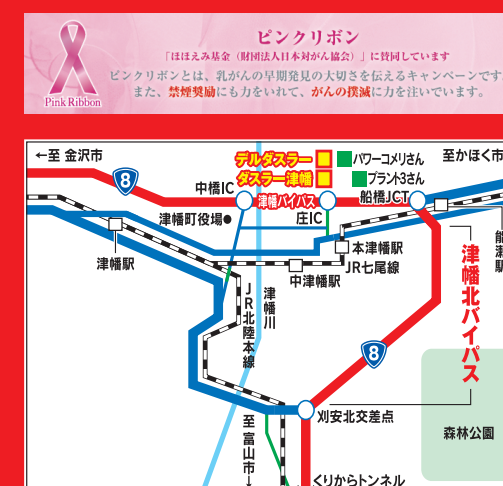 ピンクリボン
「ほほえみ基金（財団法人日本対がん協会）」に賛同しています
ピンクリボンとは、乳がんの早期発見の大切さを伝えるキャンペーンです。
また、禁煙奨励にも力をいれて、がんの撲滅に力を注いでいます。
Pink Ribbon
←至 金沢市
デルダスラー
パワーコメリさん
至かほく市
8
ダスラー津幡
プラント3さん
中橋IC
津幡バイパス
船橋JCT
津幡町役場
庄IC
能瀬駅
本津幡駅
津幡駅
JR七尾線
中津幡駅
津幡北バイパス
JR北陸本線
津幡川
8
刈安北交差点
至 富山市↓
森林公園
くりからトンネル